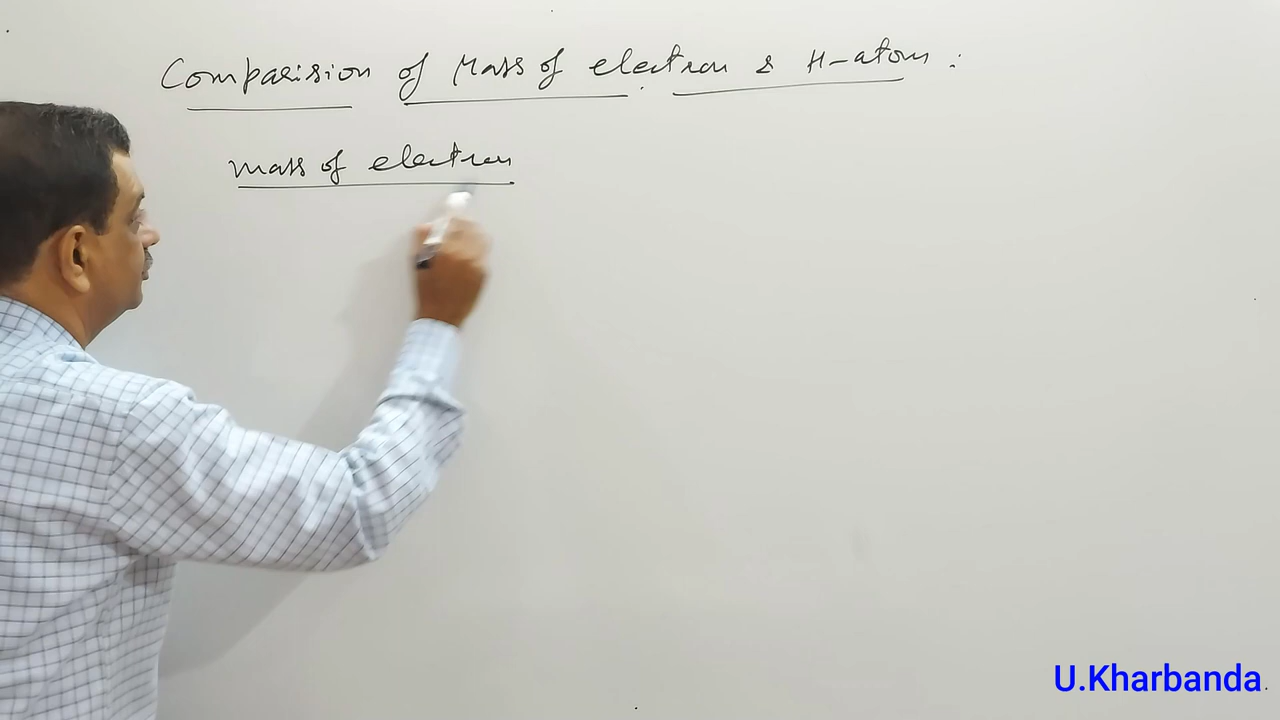 Comparision of Mass of electron & H-atom :
mass of electron
U.Kharbanda